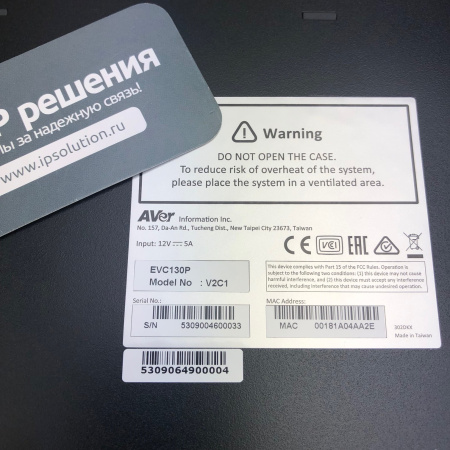 P решения
ы за надежную связь!
www.ipsolution.ru
Warning
DO NOT OPEN THE CASE.
To reduce risk of overheat of the system,
please place the system in a ventilated area.
AVer Information Inc.
No. 157, Da-An Rd., Tucheng Dist., New Taipei City 23673, Taiwan
Input: 12V 5A
CE VCI EAC
EVC130P
Model No : V2C1
This device complies with Part 15 of the FCC Rules. Operation is
subject to the following two conditions: (1) this device may not cause
harmful interference, and (2) this device must accept any interference
received, including interference that may cause undesired operation.
Serial No.:
S/N 5309004600033
MAC Address:
MAC 00181A04AA2E
Made in Taiwan
5309064900004